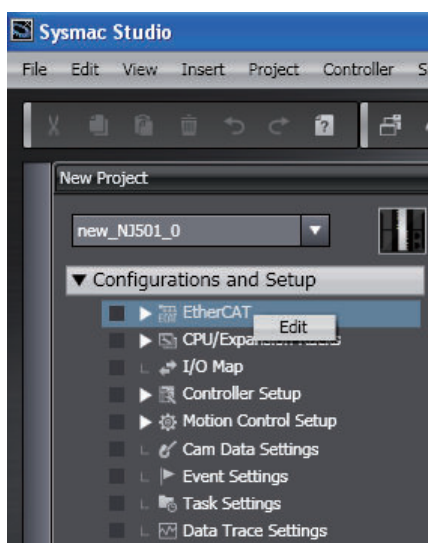 Sysmac Studio
File Edit View Insert Project Controller S
New Project
new_NJ501_0
▼ Configurations and Setup
EtherCAT
Edit
CPU/Expansion Racks
I/O Map
Controller Setup
Motion Control Setup
Cam Data Settings
Event Settings
Task Settings
Data Trace Settings